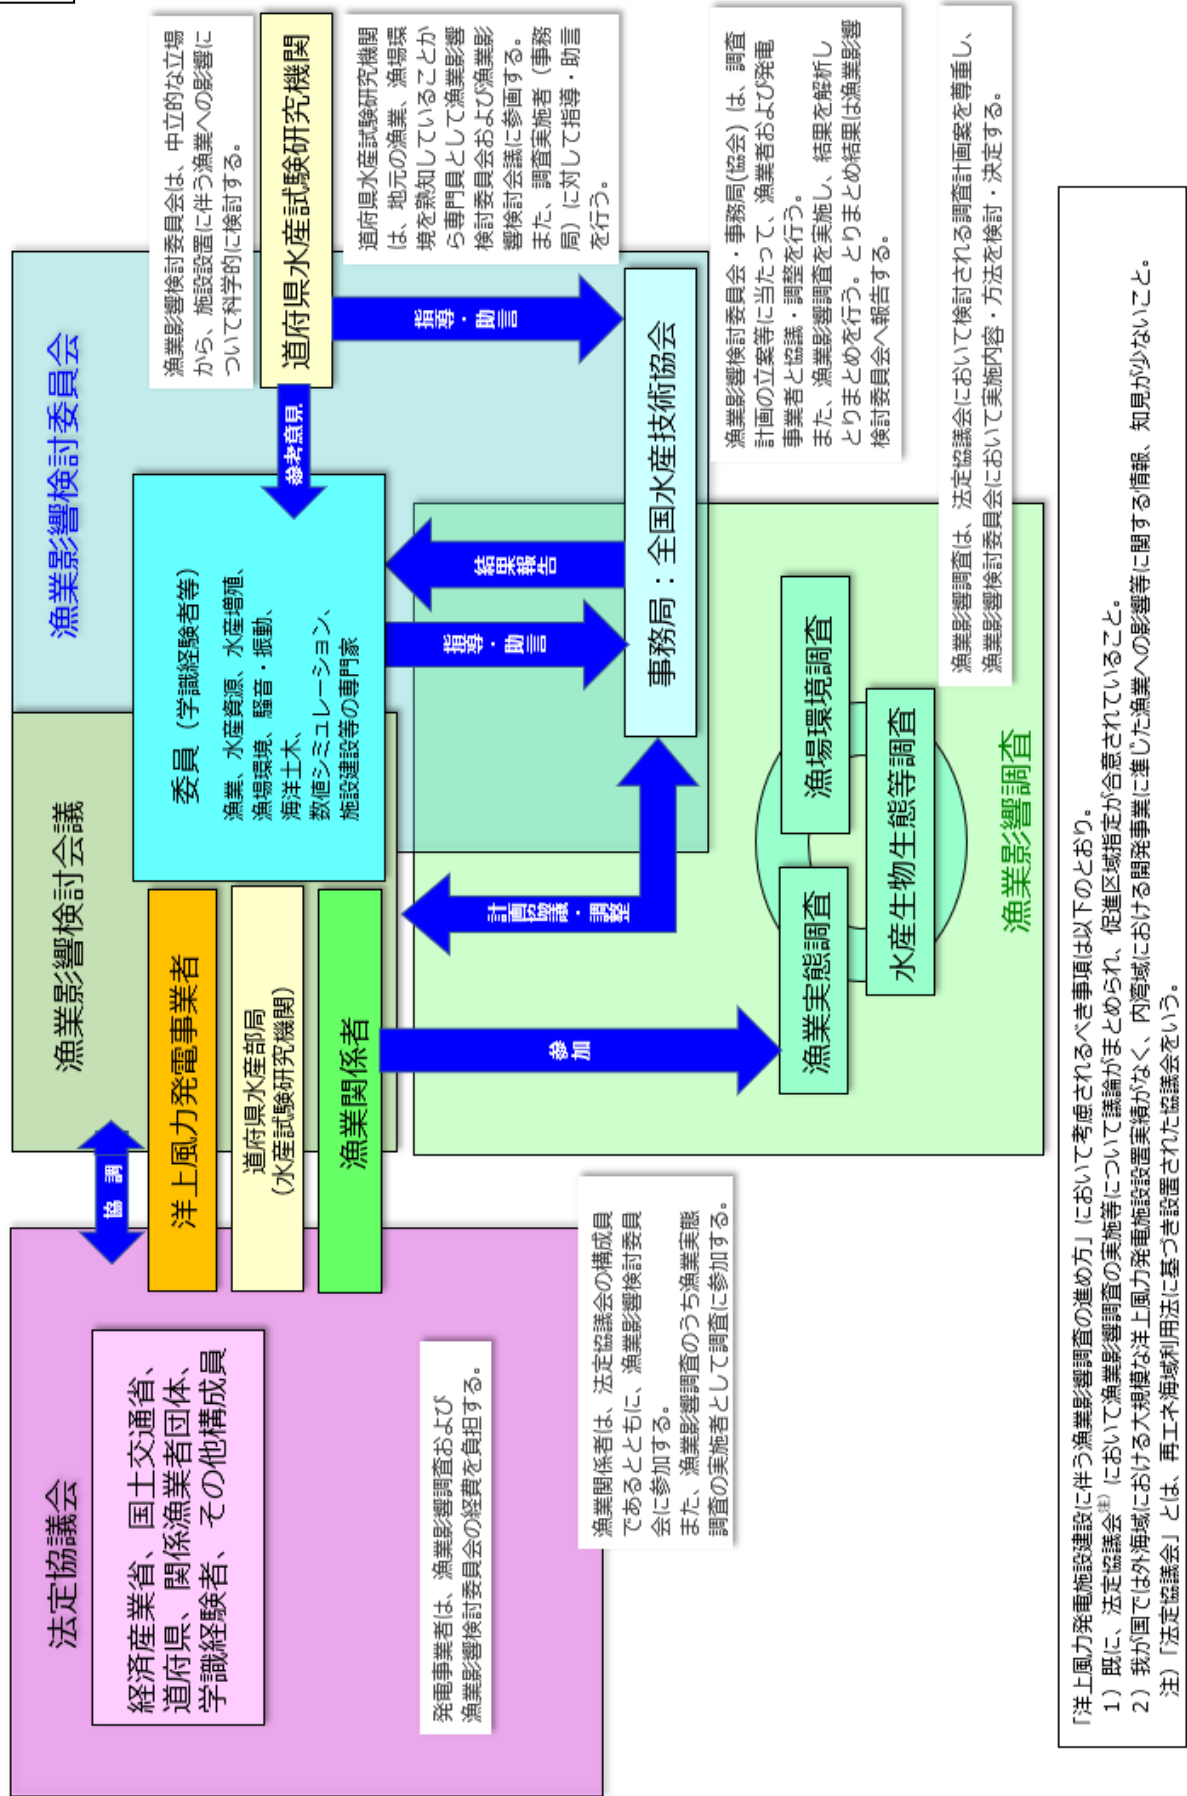 法定協議会
経済産業省、国土交通省、
道府県、関係漁業者団体、
学識経験者、その他構成員
発電事業者は、漁業影響調査および
漁業影響検討委員会の経費を負担する。
協 調
漁業影響検討会議
洋上風力発電事業者
道府県水産部局
（水産試験研究機関）
漁業関係者
漁業関係者は、法定協議会の構成員
であるとともに、漁業影響検討委員
会に参加する。
また、漁業影響調査のうち漁業実態
調査の実施者として調査に参加する。
漁業影響検討委員会
委員（学識経験者等）
漁業、水産資源、水産増殖、
漁場環境、騒音・振動、
海洋土木、
数値シミュレーション、
施設建設等の専門家
参考意見
漁業影響検討委員会は、中立的な立場
から、施設設置に伴う漁業への影響に
ついて科学的に検討する。
道府県水産試験研究機関
道府県水産試験研究機関
は、地元の漁業、漁場環
境を熟知していることか
ら専門員として漁業影響
検討委員会および漁業影
響検討会議に参画する。
また、調査実施者（事務
局）に対して指導・助言
を行う。
指導・助言
結果報告
指導・助言
計画協議・調整
参加
事務局：全国水産技術協会
漁業影響検討委員会・事務局(協会）は、調査
計画の立案等に当たって、漁業者および発電
事業者と協議・調整を行う。
また、漁業影響調査を実施し、結果を解析し
とりまとめを行う。とりまとめ結果は漁業影響
検討委員会へ報告する。
漁業実態調査
漁場環境調査
水産生物生態等調査
漁業影響調査
漁業影響調査は、法定協議会において検討される調査計画案を尊重し、
漁業影響検討委員会において実施内容・方法を検討・決定する。
「洋上風力発電施設建設に伴う漁業影響調査の進め方」において考慮されるべき事項は以下のとおり。
１）既に、法定協議会注）において漁業影響調査の実施等について議論がまとめられ、促進区域指定が合意されていること。
２）我が国では外海域における大規模な洋上風力発電施設設置実績がなく、内湾域における開発事業に準じた漁業への影響等に関する情報、知見が少ないこと。
注）「法定協議会」とは、再エネ海域利用法に基づき設置された協議会をいう。